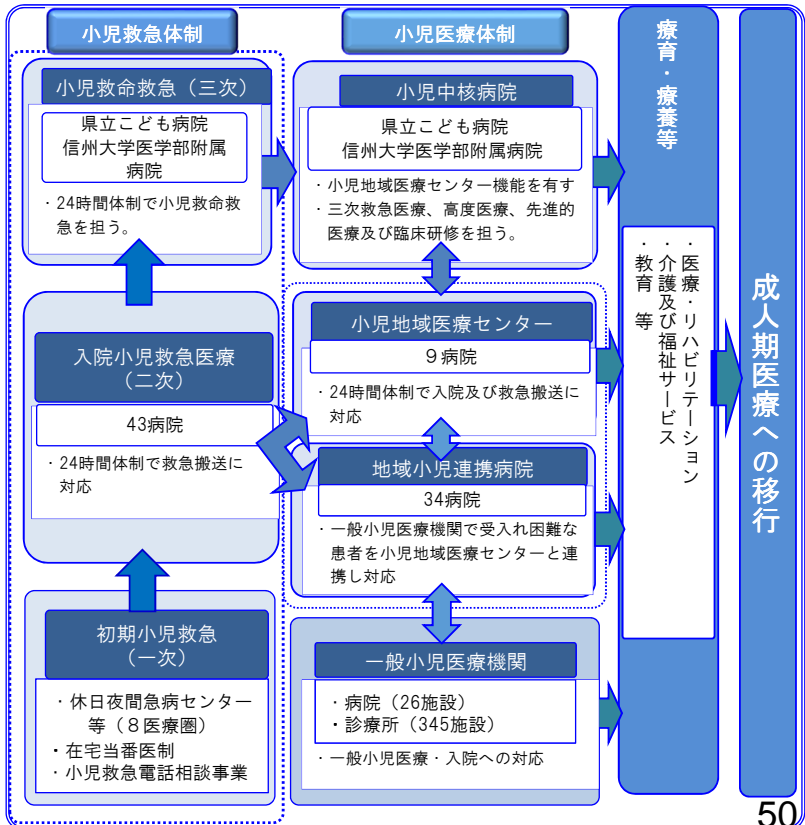 小児救急体制
小児救命救急（三次）
県立こども病院
信州大学医学部附属
病院
・24時間体制で小児救命救
急を担う。
入院小児救急医療
（二次）
43病院
・24時間体制で救急搬送に
対応
初期小児救急
（一次）
・休日夜間急病センター
等（８医療圏）
・在宅当番医制
・小児救急電話相談事業
小児医療体制
小児中核病院
県立こども病院
信州大学医学部附属病院
・小児地域医療センター機能を有す
・三次救急医療、高度医療、先進的
医療及び臨床研修を担う。
小児地域医療センター
９病院
・24時間体制で入院及び救急搬送に
対応
地域小児連携病院
34病院
・一般小児医療機関で受入れ困難な
患者を小児地域医療センターと連
携し対応
一般小児医療機関
・病院（26施設）
・診療所（345施設）
・一般小児医療・入院への対応
療育・療養等
・医療・リハビリテーション
・介護及び福祉サービス
・教育 等
成人期医療への移行
50